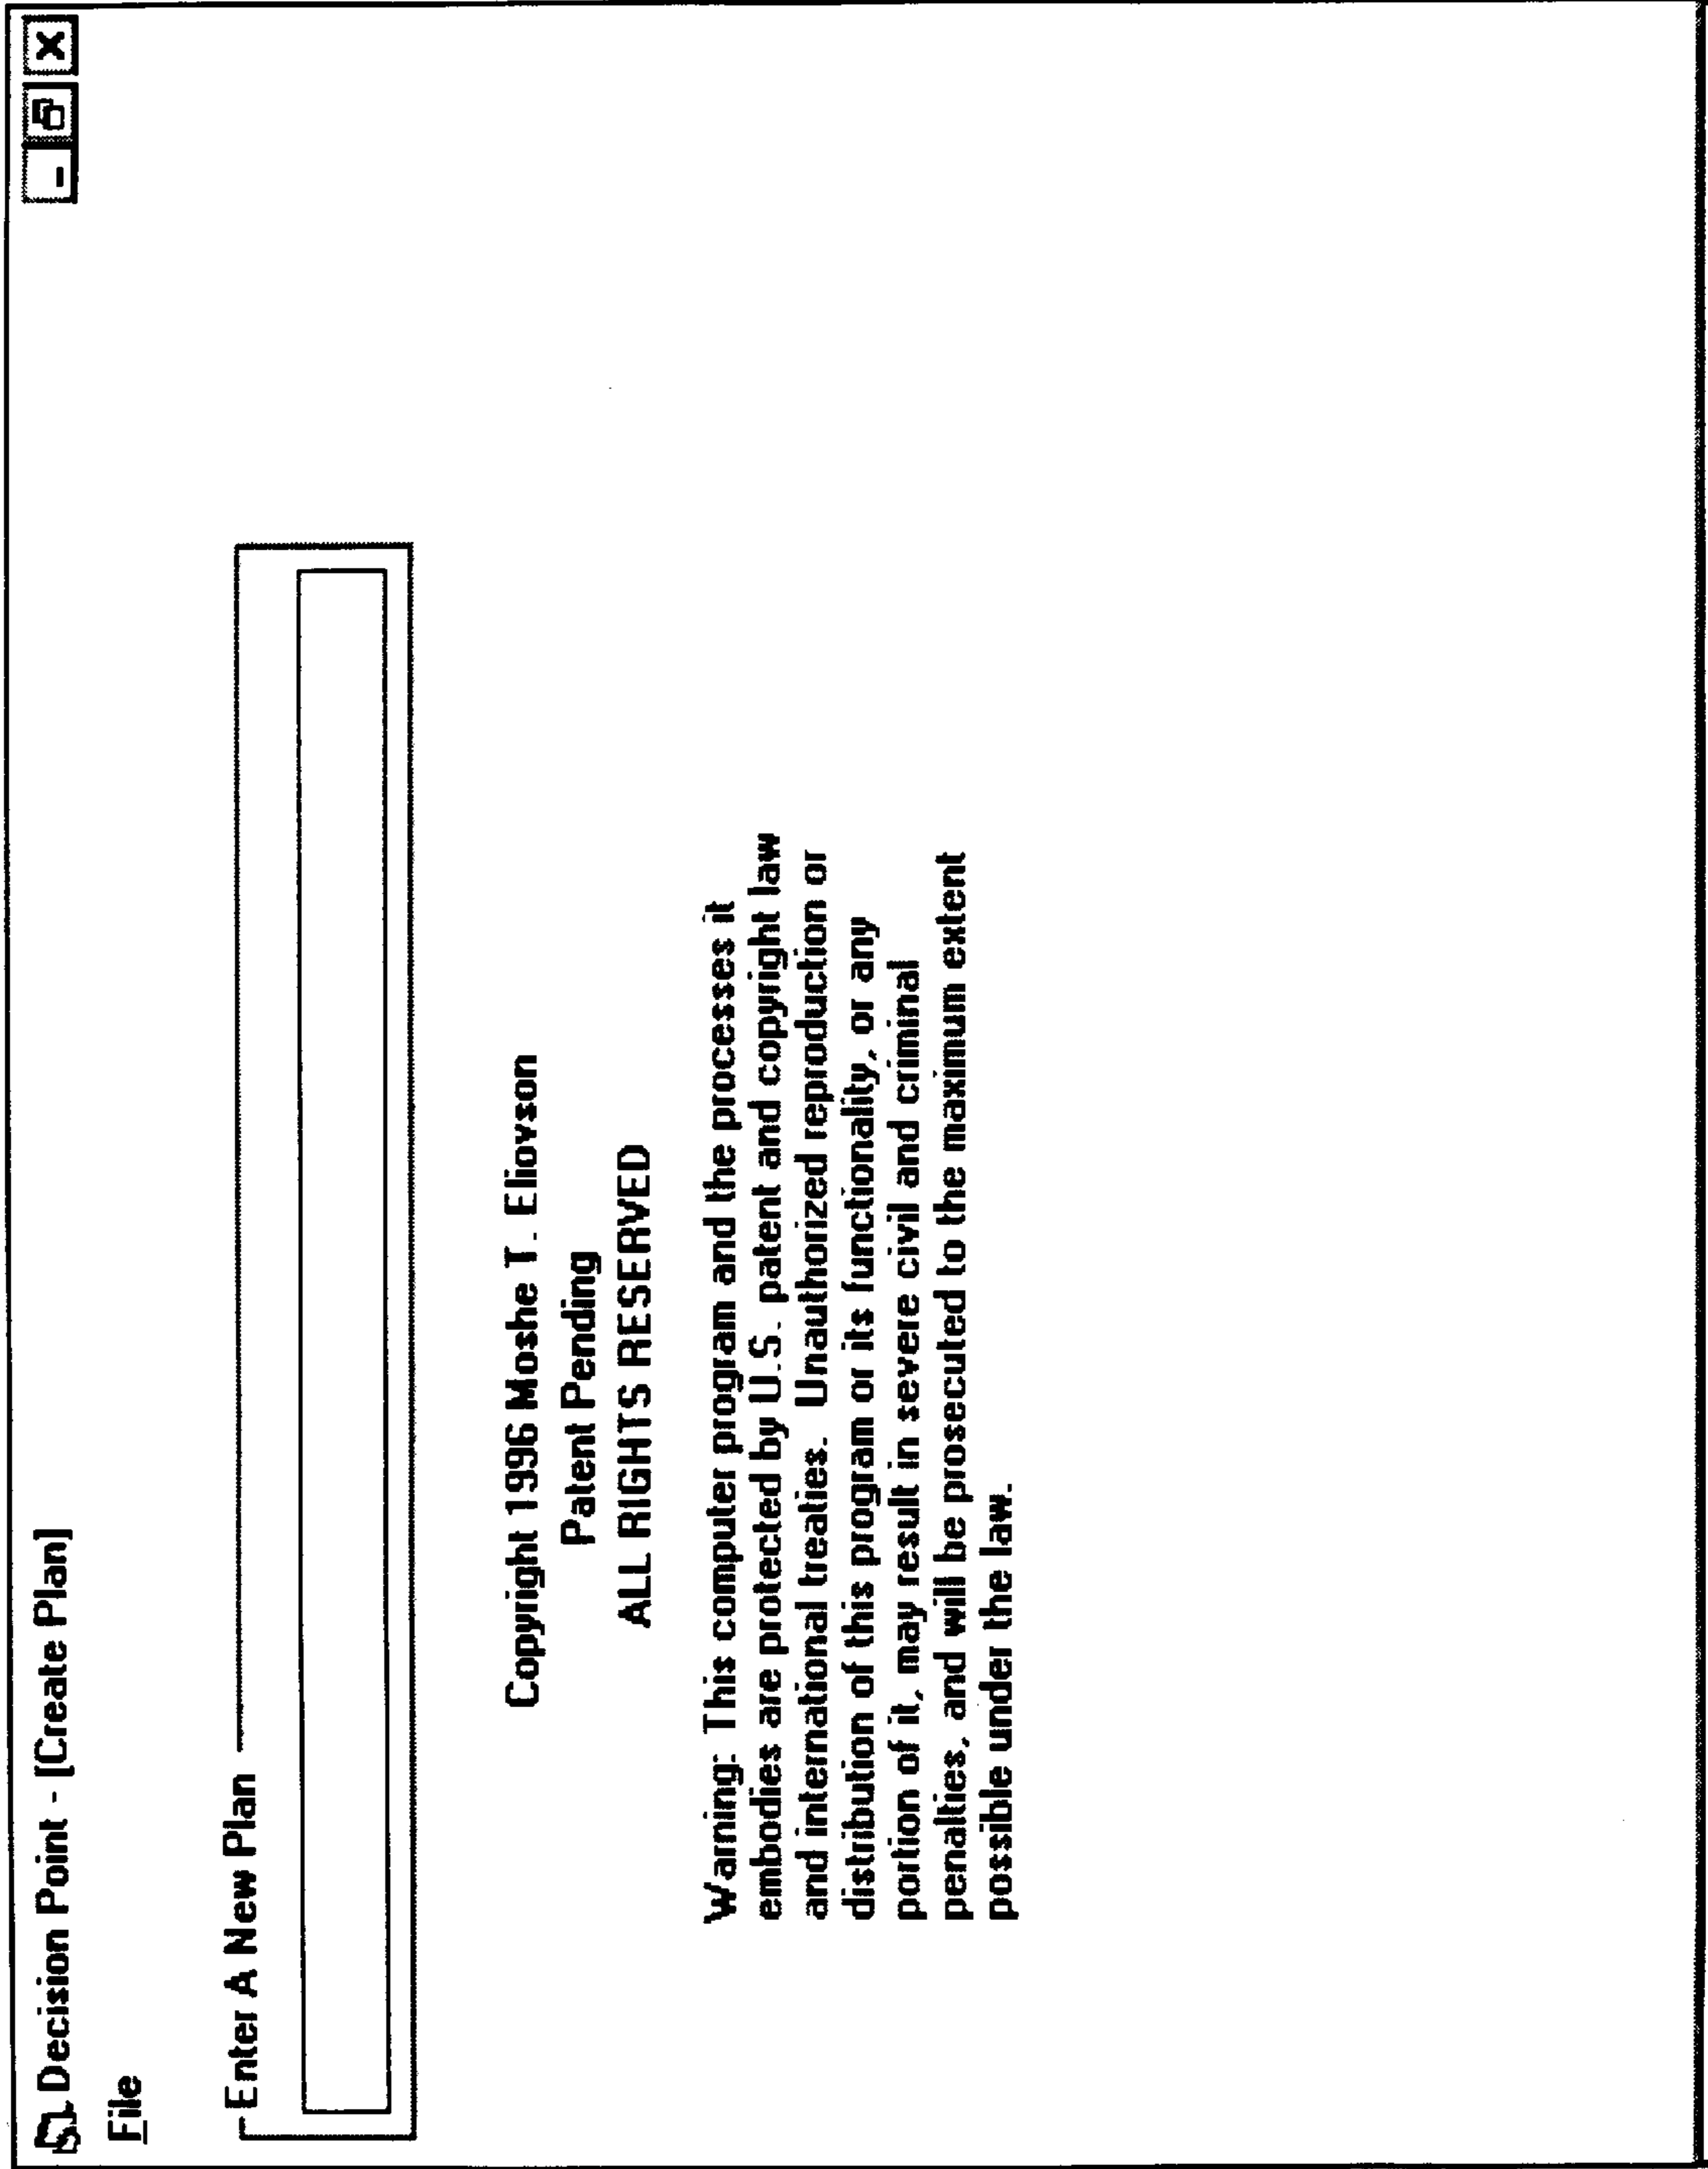 Decision Point - [Create Plan]
File
Enter A New Plan
Copyright 1996 Moshe T. Eliovson
Patent Pending
ALL RIGHTS RESERVED
Warning: This computer program and the processes it
embodies are protected by U.S. patent and copyright law
and international treaties.  Unauthorized reproduction or
distribution of this program or its functionality, or any
portion of it, may result in severe civil and criminal
penalties, and will be prosecuted to the maximum extent
possible under the law.